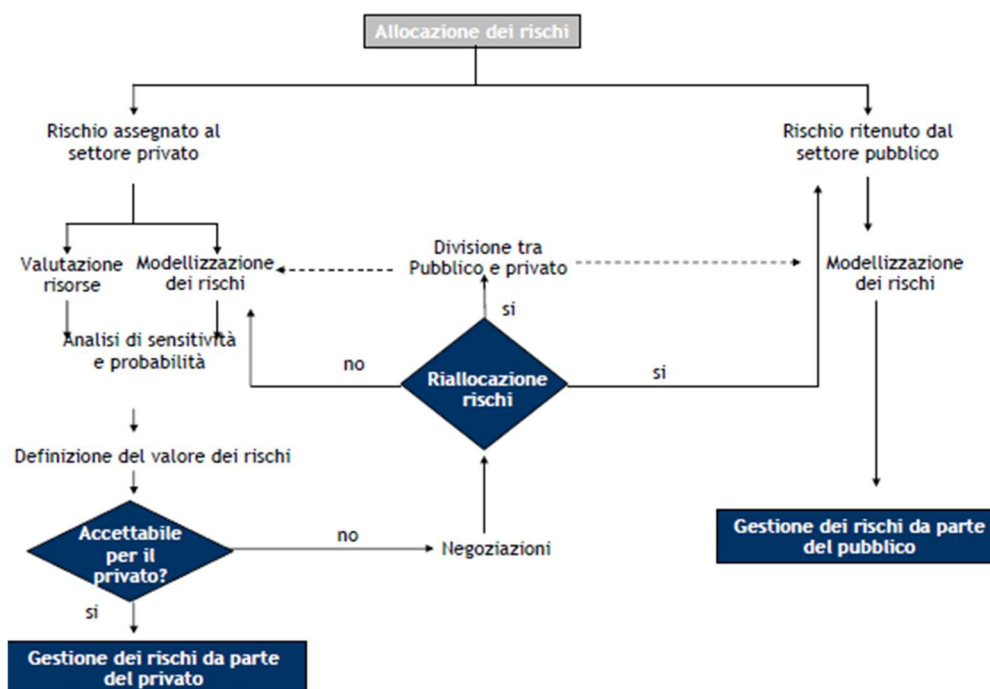 Allocazione dei rischi
Rischio assegnato al
settore privato
Rischio ritenuto dal
settore pubblico
Valutazione
risorse
Modellizzazione
dei rischi
Divisione tra
Pubblico e privato
Modellizzazione
dei rischi
si
Analisi di sensitività
e probabilità
no
Riallocazione
rischi
si
Definizione del valore dei rischi
Accettabile
per il
privato?
no
Negoziazioni
Gestione dei rischi da parte
del pubblico
si
Gestione dei rischi da parte
del privato